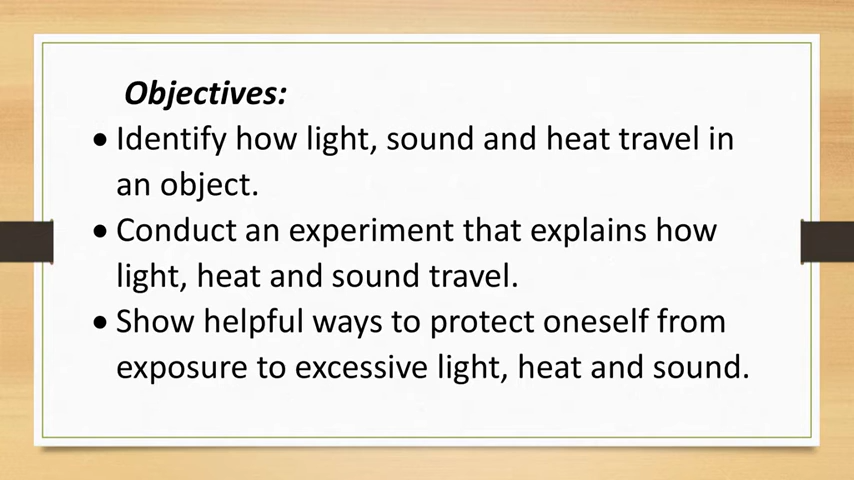 Objectives:
• Identify how light, sound and heat travel in
an object.
• Conduct an experiment that explains how
light, heat and sound travel.
• Show helpful ways to protect oneself from
exposure to excessive light, heat and sound.